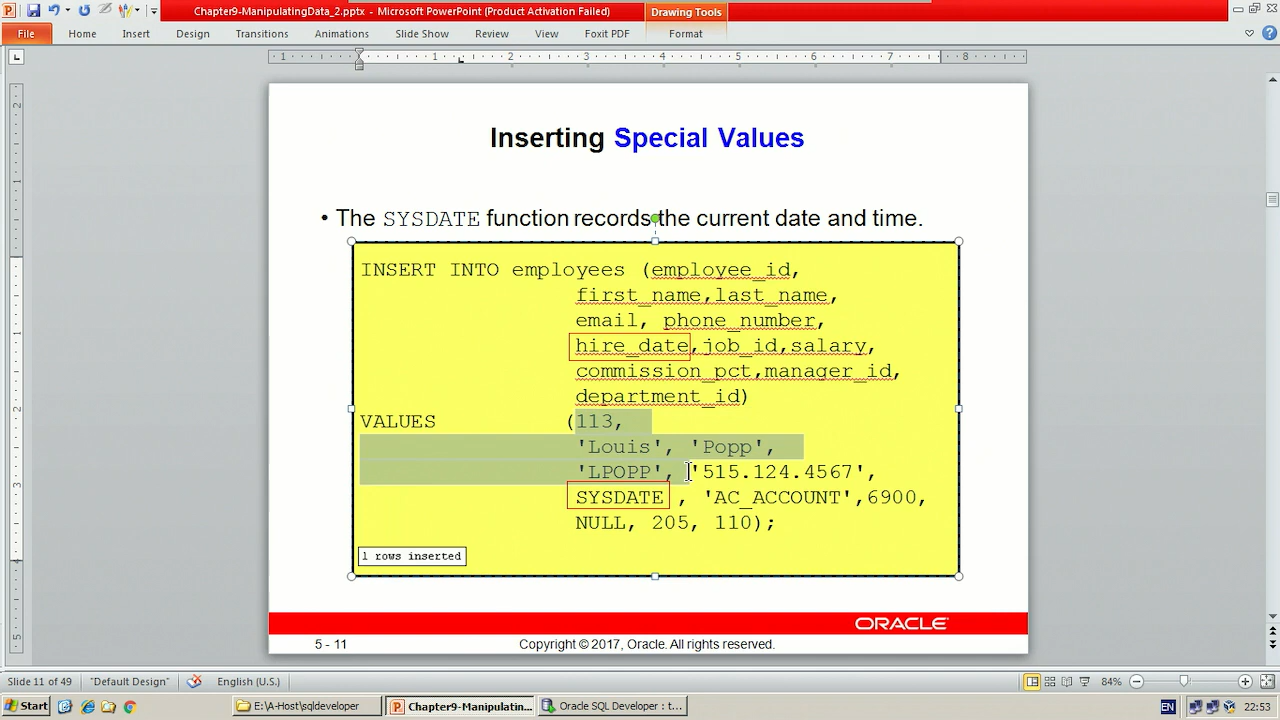 Chapter9-ManipulatingData_2.pptx - Microsoft PowerPoint (Product Activation Failed)
Drawing Tools
File Home Insert Design Transitions Animations Slide Show Review View Foxit PDF Format
Inserting Special Values
• The SYSDATE function records the current date and time.
INSERT INTO employees (employee_id,
first_name,last_name,
email, phone_number,
hire_date,job_id,salary,
commission_pct,manager_id,
department_id)
VALUES (113,
'Louis', 'Popp',
'LPOPP', '515.124.4567',
SYSDATE , 'AC_ACCOUNT',6900,
NULL, 205, 110);
1 rows inserted
ORACLE
5 - 11 Copyright © 2017, Oracle. All rights reserved.
Slide 11 of 49 "Default Design" English (U.S.) 84%
Start E:\A-Host\sqldeveloper Chapter9-Manipulatin... Oracle SQL Developer : t... EN 22:53